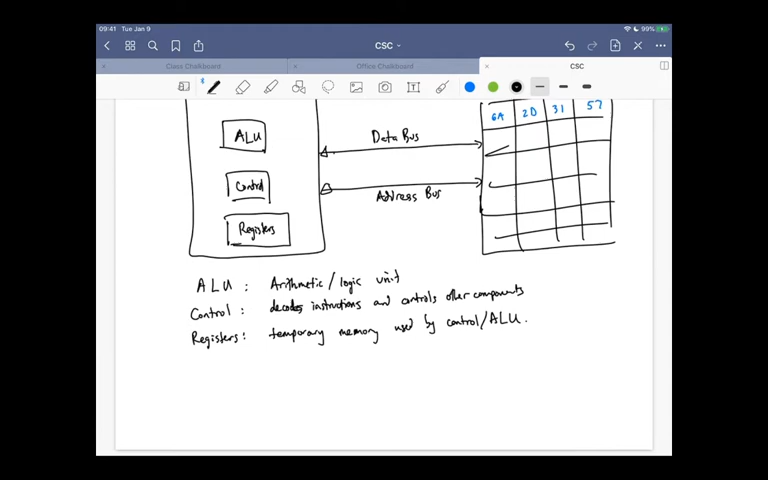 09:41 Tue Jan 9
99%
CSC
Class Chalkboard
Office Chalkboard
CSC
6A 2D 31 57
ALU
Data Bus
Control
Address Bus
Registers
ALU : Arithmetic/logic unit
Control : decodes instructions and controls other components
Registers: temporary memory used by control/ALU.